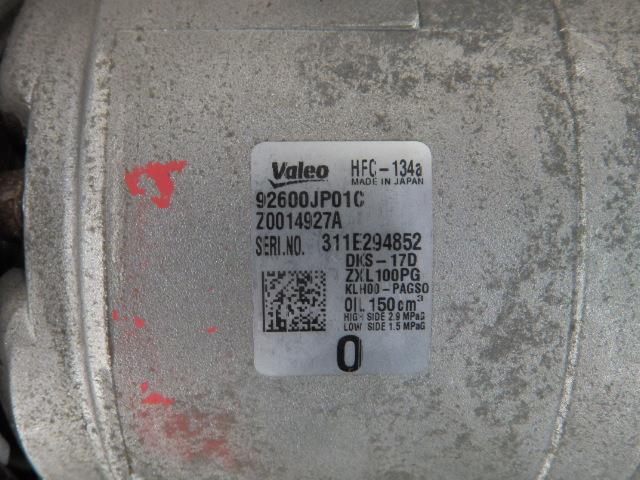 Valeo HFC-134a
MADE IN JAPAN
92600JP01C
Z0014927A
SERI.NO. 311E294852
DKS-17D
ZXL100PG
KLH00-PAGSO
OIL 150cm³
HIGH SIDE 2.9 MPaG
LOW SIDE 1.5 MPaG
0